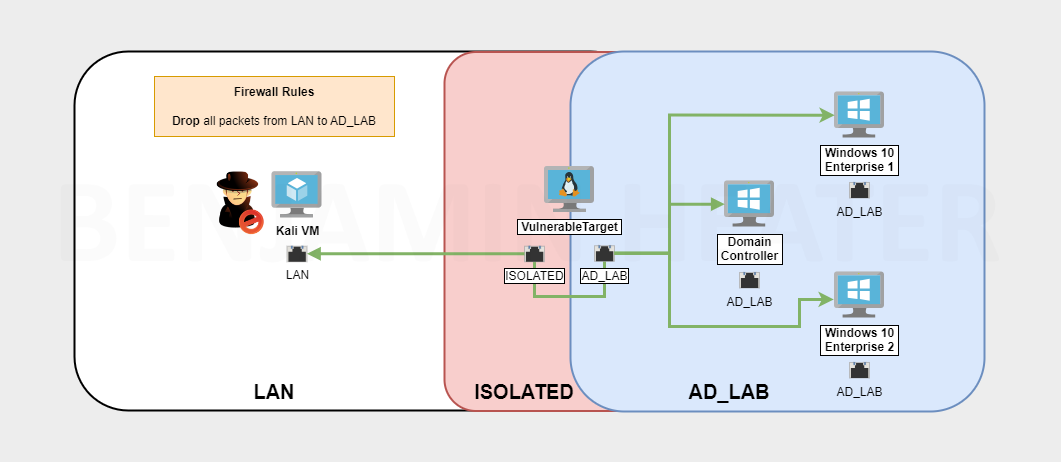 Firewall Rules
Drop all packets from LAN to AD_LAB
Kali VM
LAN
VulnerableTarget
ISOLATED
AD_LAB
Windows 10
Enterprise 1
AD_LAB
Domain
Controller
AD_LAB
Windows 10
Enterprise 2
AD_LAB
LAN
ISOLATED
AD_LAB
BENJAMIN HEATER